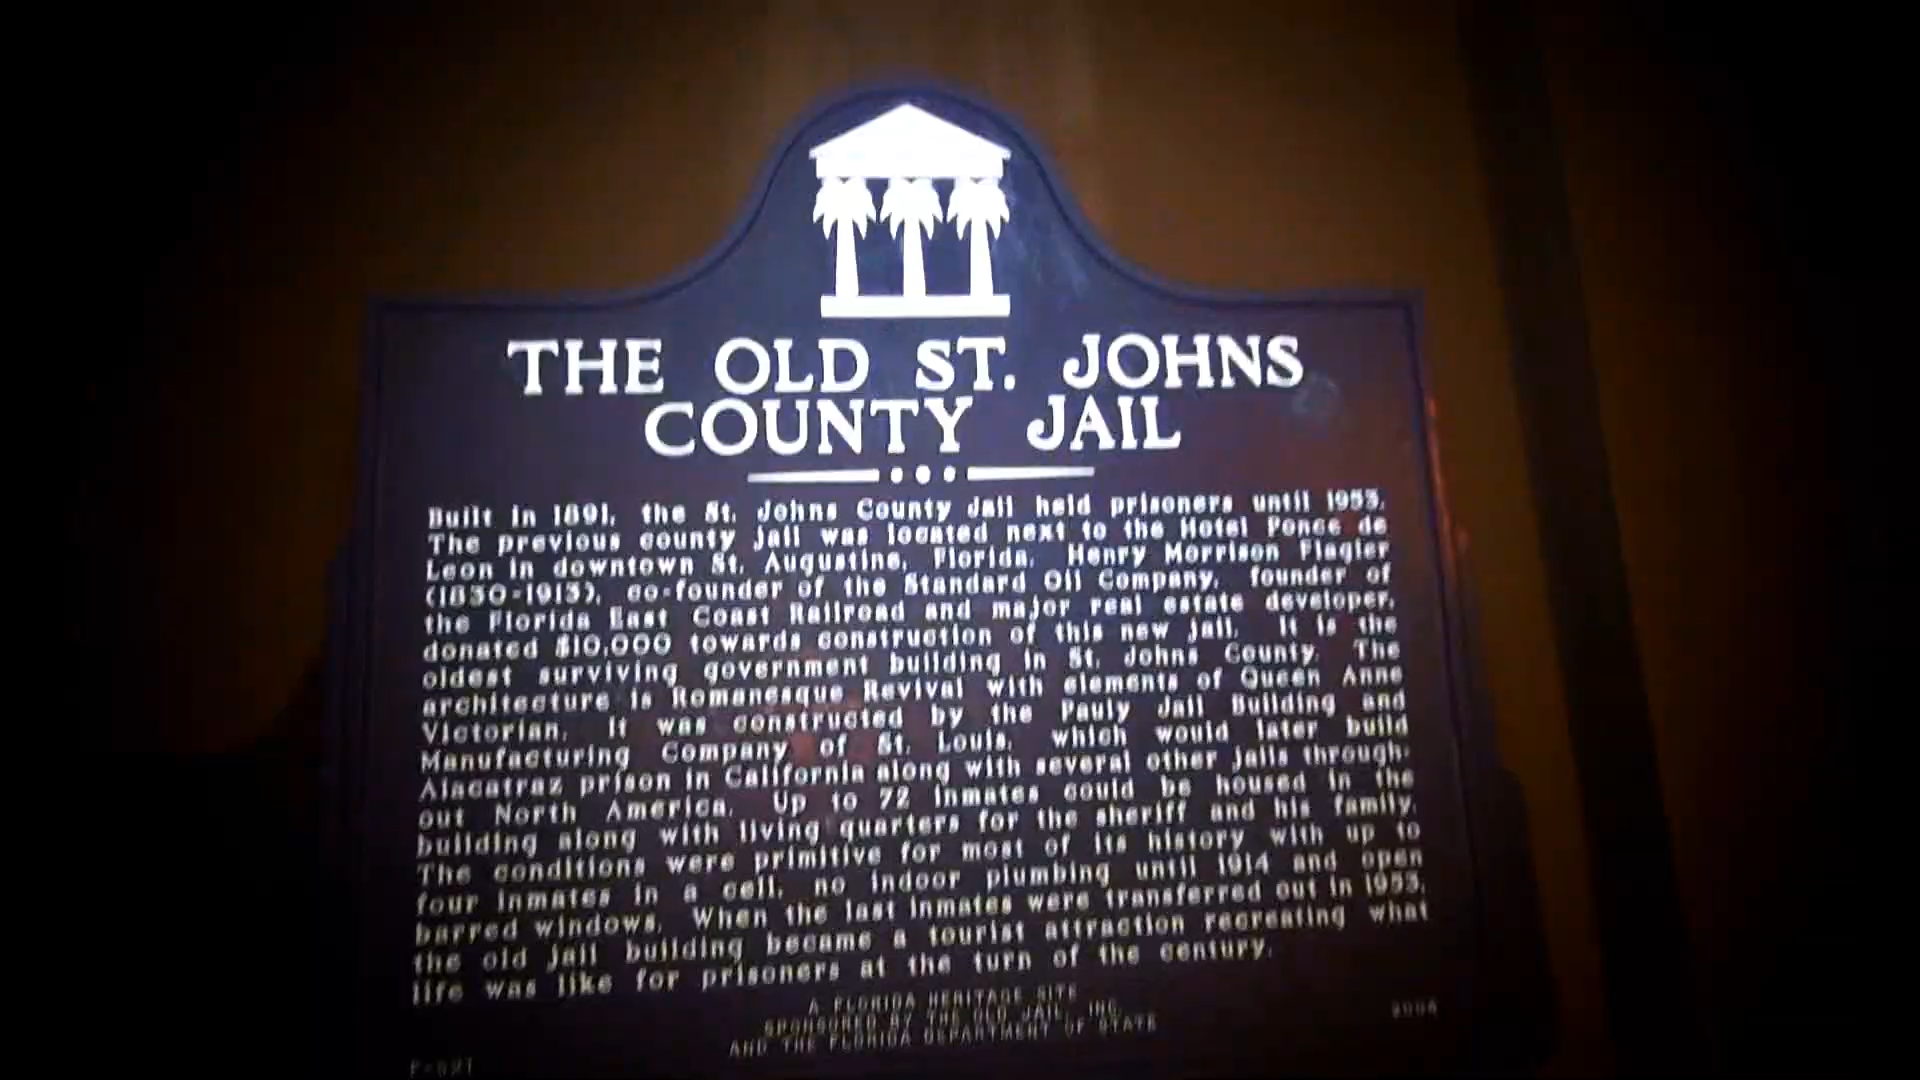 THE OLD ST. JOHNS
COUNTY JAIL
Built in 1891, the St. Johns County Jail held prisoners until 1953.
The previous county jail was located next to the Hotel Ponce de
Leon in downtown St. Augustine, Florida. Henry Morrison Flagler
(1830-1913), co-founder of the Standard Oil Company, founder of
the Florida East Coast Railroad and major real estate developer,
donated $10,000 towards construction of this new jail. It is the
oldest surviving government building in St. Johns County. The
architecture is Romanesque Revival with elements of Queen Anne
Victorian. It was constructed by the Pauly Jail Building and
Manufacturing Company of St. Louis, which would later build
Alacatraz prison in California along with several other jails through-
out North America. Up to 72 inmates could be housed in the
building along with living quarters for the sheriff and his family.
The conditions were primitive for most of its history with up to
four inmates in a cell, no indoor plumbing until 1914 and open
barred windows. When the last inmates were transferred out in 1953,
the old jail building became a tourist attraction recreating what
life was like for prisoners at the turn of the century.
A FLORIDA HERITAGE SITE
SPONSORED BY THE OLD JAIL, INC.
AND THE FLORIDA DEPARTMENT OF STATE